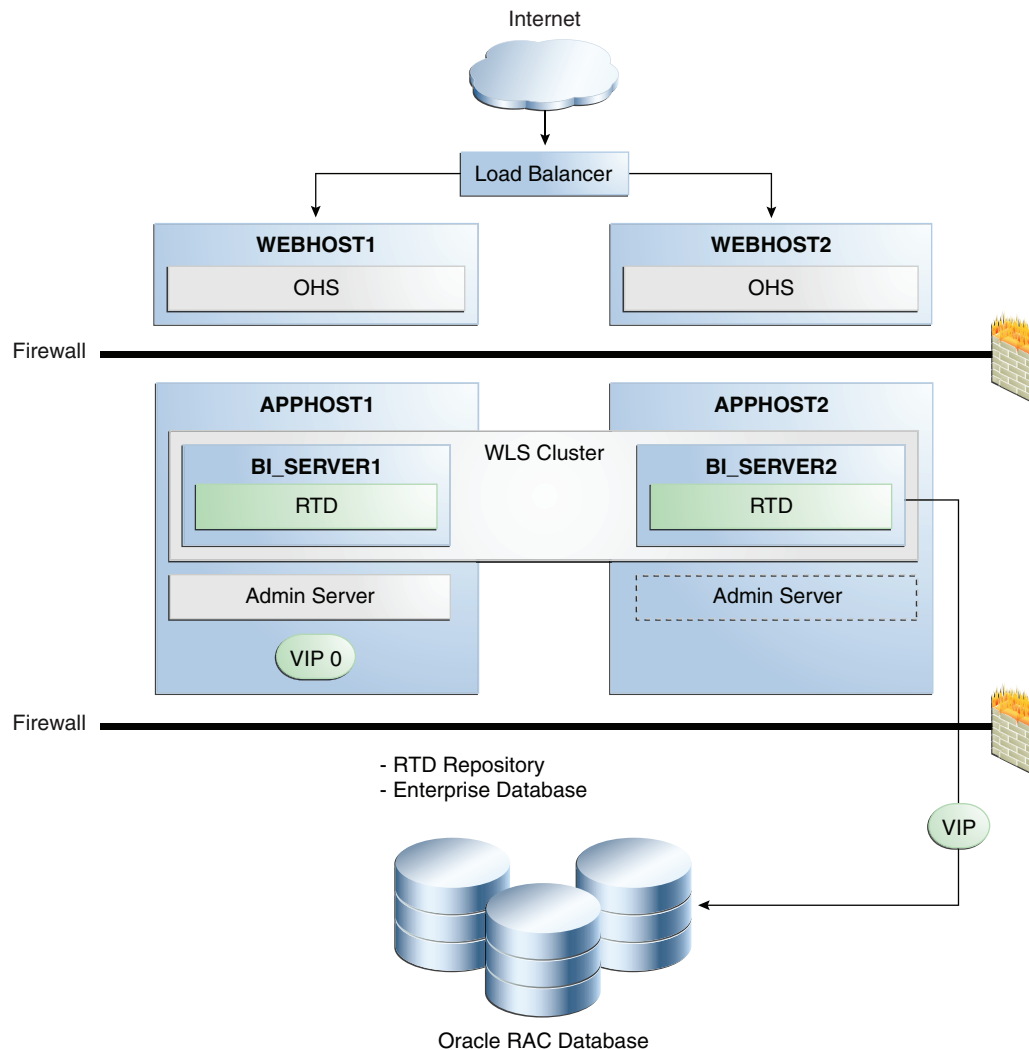 Internet
Load Balancer
WEBHOST1
OHS
WEBHOST2
OHS
Firewall
APPHOST1
APPHOST2
WLS Cluster
BI_SERVER1
RTD
BI_SERVER2
RTD
Admin Server
Admin Server
VIP 0
Firewall
- RTD Repository
- Enterprise Database
VIP
Oracle RAC Database